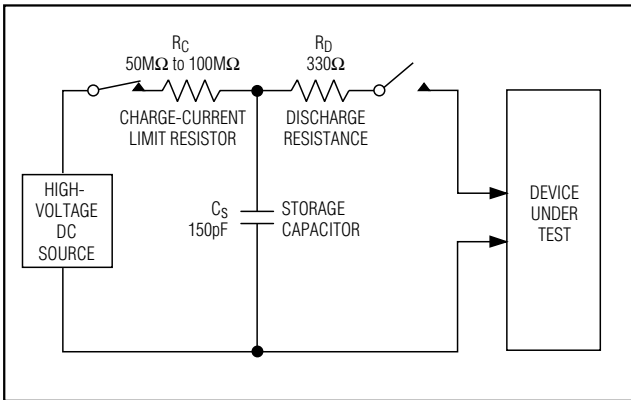 RC
50MΩ to 100MΩ
CHARGE-CURRENT
LIMIT RESISTOR
RD
330Ω
DISCHARGE
RESISTANCE
HIGH-
VOLTAGE
DC
SOURCE
CS
150pF
STORAGE
CAPACITOR
DEVICE
UNDER
TEST